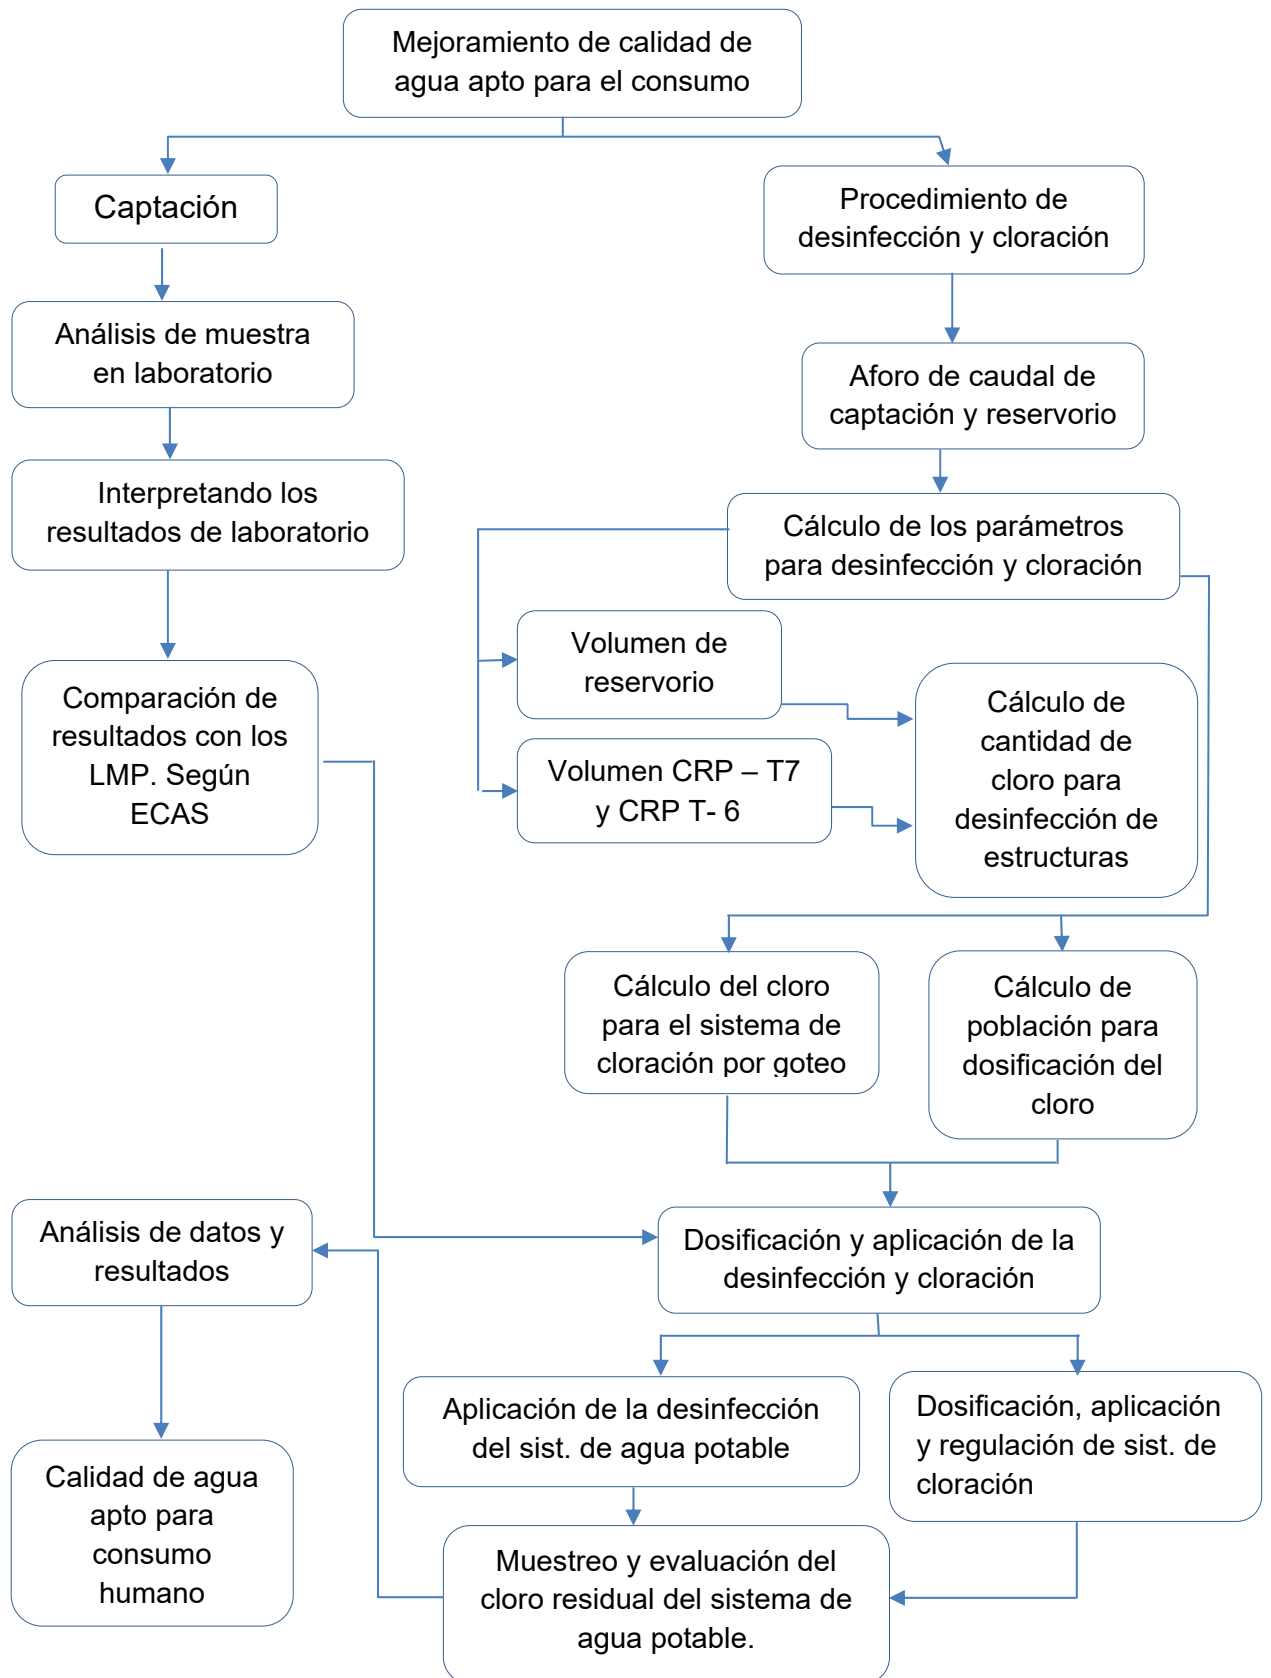 Mejoramiento de calidad de
agua apto para el consumo
Captación
Procedimiento de
desinfección y cloración
Análisis de muestra
en laboratorio
Aforo de caudal de
captación y reservorio
Interpretando los
resultados de laboratorio
Cálculo de los parámetros
para desinfección y cloración
Volumen de
reservorio
Comparación de
resultados con los
LMP. Según
ECAS
Cálculo de
cantidad de
cloro para
desinfección de
estructuras
Volumen CRP – T7
y CRP T- 6
Cálculo del cloro
para el sistema de
cloración por goteo
Cálculo de
población para
dosificación del
cloro
Análisis de datos y
resultados
Dosificación y aplicación de la
desinfección y cloración
Aplicación de la desinfección
del sist. de agua potable
Dosificación, aplicación
y regulación de sist. de
cloración
Calidad de agua
apto para
consumo
humano
Muestreo y evaluación del
cloro residual del sistema de
agua potable.